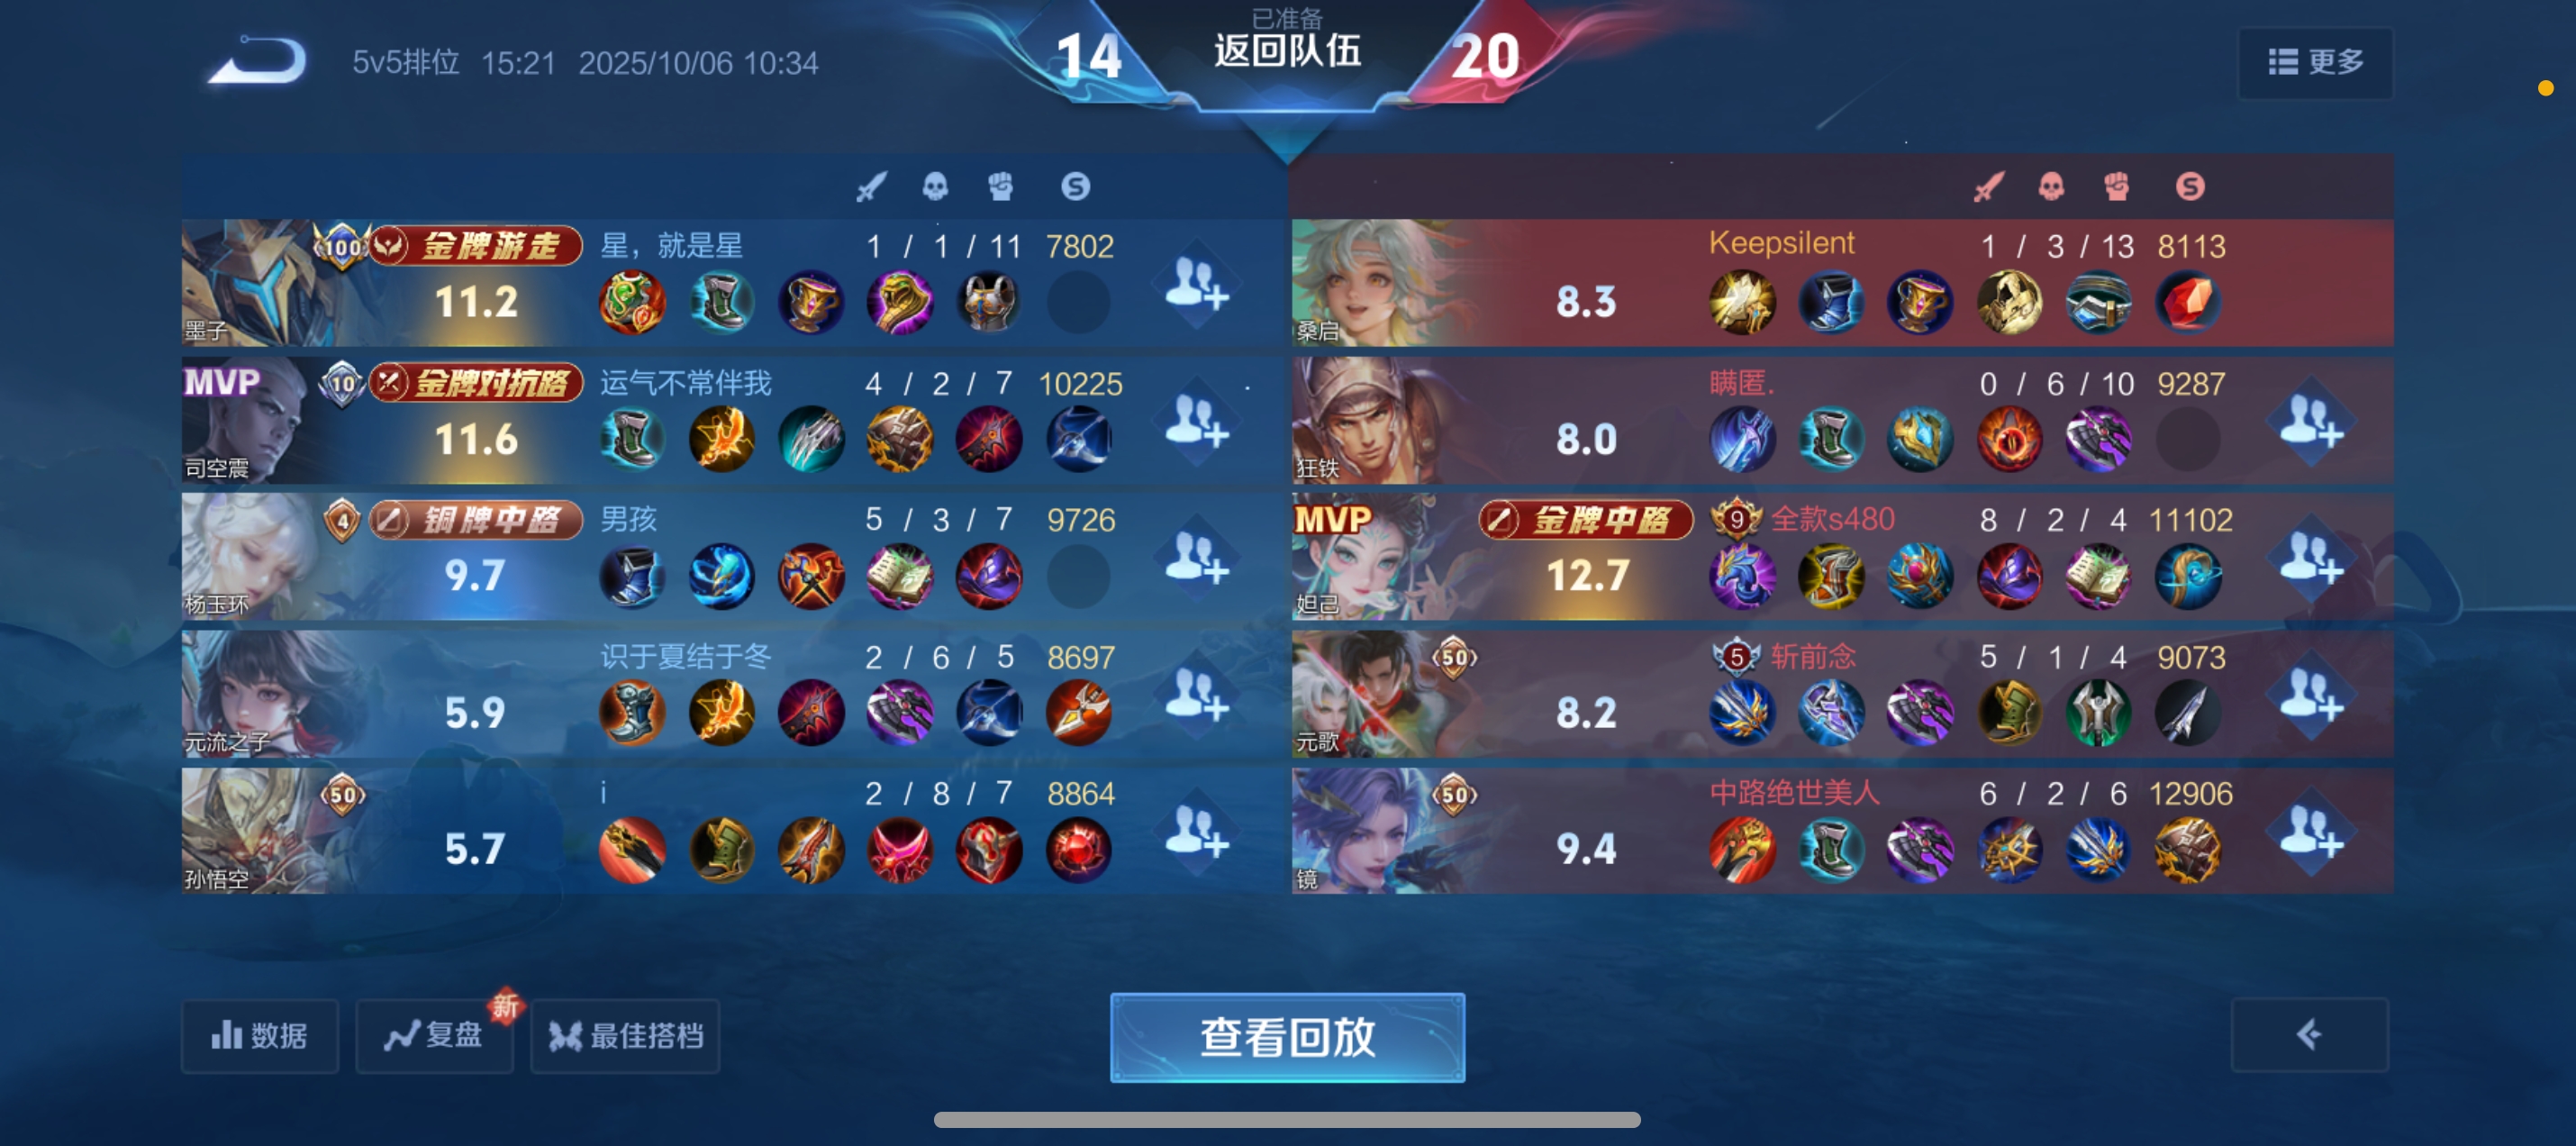 已准备
5v5排位 15:21 2025/10/06 10:34
14 返回队伍 20
更多
100 金牌游走 星，就是星 1 / 1 / 11 7802
11.2
墨子
MVP 10 金牌对抗路 运气不常伴我 4 / 2 / 7 10225
11.6
司空震
4 铜牌中路 男孩 5 / 3 / 7 9726
9.7
杨玉环
识于夏结于冬 2 / 6 / 5 8697
5.9
元流之子
50 i 2 / 8 / 7 8864
5.7
孙悟空
Keepsilent 1 / 3 / 13 8113
8.3
桑启
瞒匿. 0 / 6 / 10 9287
8.0
狂铁
MVP 金牌中路 9 全款s480 8 / 2 / 4 11102
12.7
妲己
50 5 斩前念 5 / 1 / 4 9073
8.2
元歌
50 中路绝世美人 6 / 2 / 6 12906
9.4
镜
数据 复盘 新 最佳搭档 查看回放